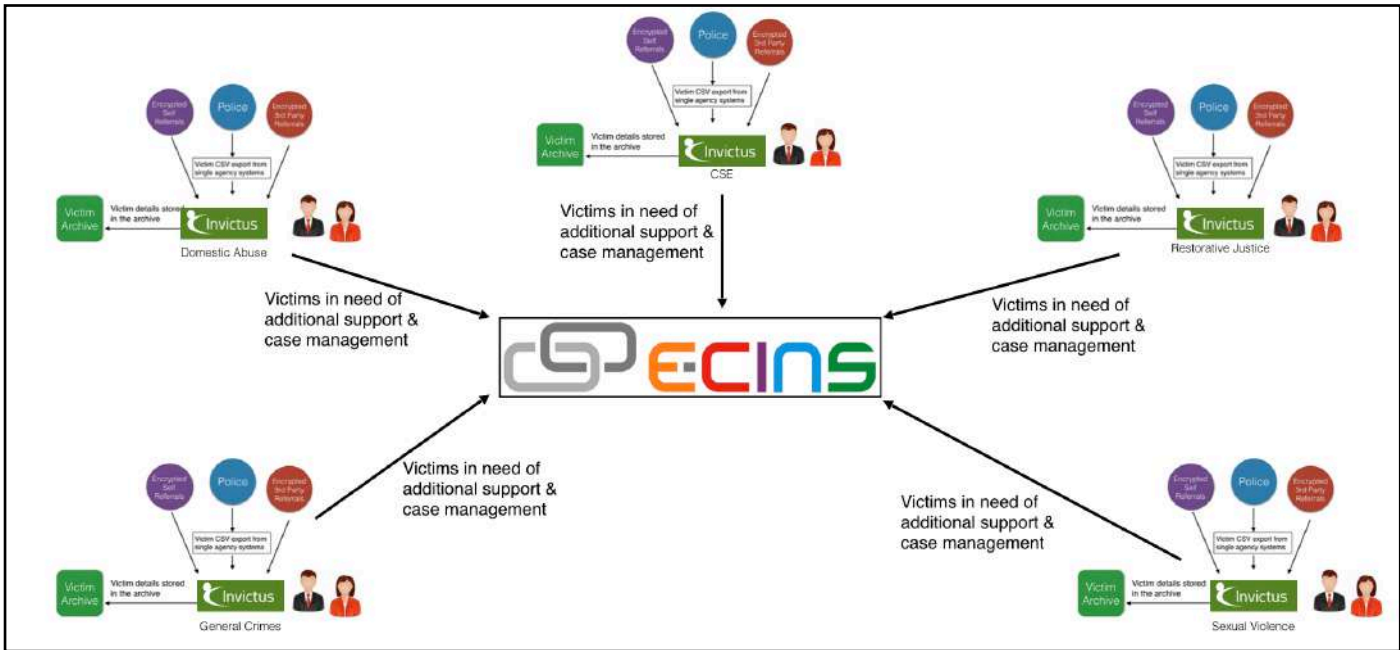 Encrypted
Self
Referrals
Police
Encrypted
3rd Party
Referrals
Victim CSV export from
single agency systems
Victim
Archive
Victim details stored
in the archive
Invictus
CSE
Victims in need of
additional support &
case management
Encrypted
Self
Referrals
Police
Encrypted
3rd Party
Referrals
Victim CSV export from
single agency systems
Victim
Archive
Victim details stored
in the archive
Invictus
Domestic Abuse
Victims in need of
additional support &
case management
Encrypted
Self
Referrals
Police
Encrypted
3rd Party
Referrals
Victim CSV export from
single agency systems
Victim
Archive
Victim details stored
in the archive
Invictus
Restorative Justice
Victims in need of
additional support &
case management
E-CINS
Encrypted
Self
Referrals
Police
Encrypted
3rd Party
Referrals
Victim CSV export from
single agency systems
Victim
Archive
Victim details stored
in the archive
Invictus
General Crimes
Victims in need of
additional support &
case management
Encrypted
Self
Referrals
Police
Encrypted
3rd Party
Referrals
Victim CSV export from
single agency systems
Victim
Archive
Victim details stored
in the archive
Invictus
Sexual Violence
Victims in need of
additional support &
case management